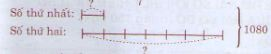 ?
Số thứ nhất:
Số thứ hai:
1080
?